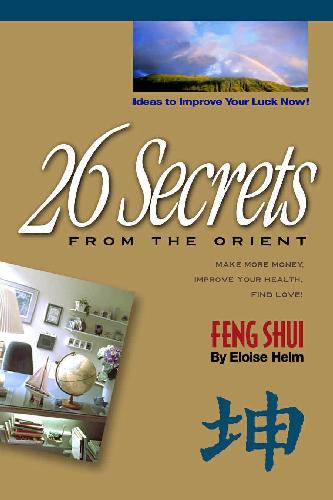 Ideas to Improve Your Luck Now!
26 Secrets
FROM THE ORIENT
MAKE MORE MONEY,
IMPROVE YOUR HEALTH,
FIND LOVE!
FENG SHUI
By Eloise Helm
坤